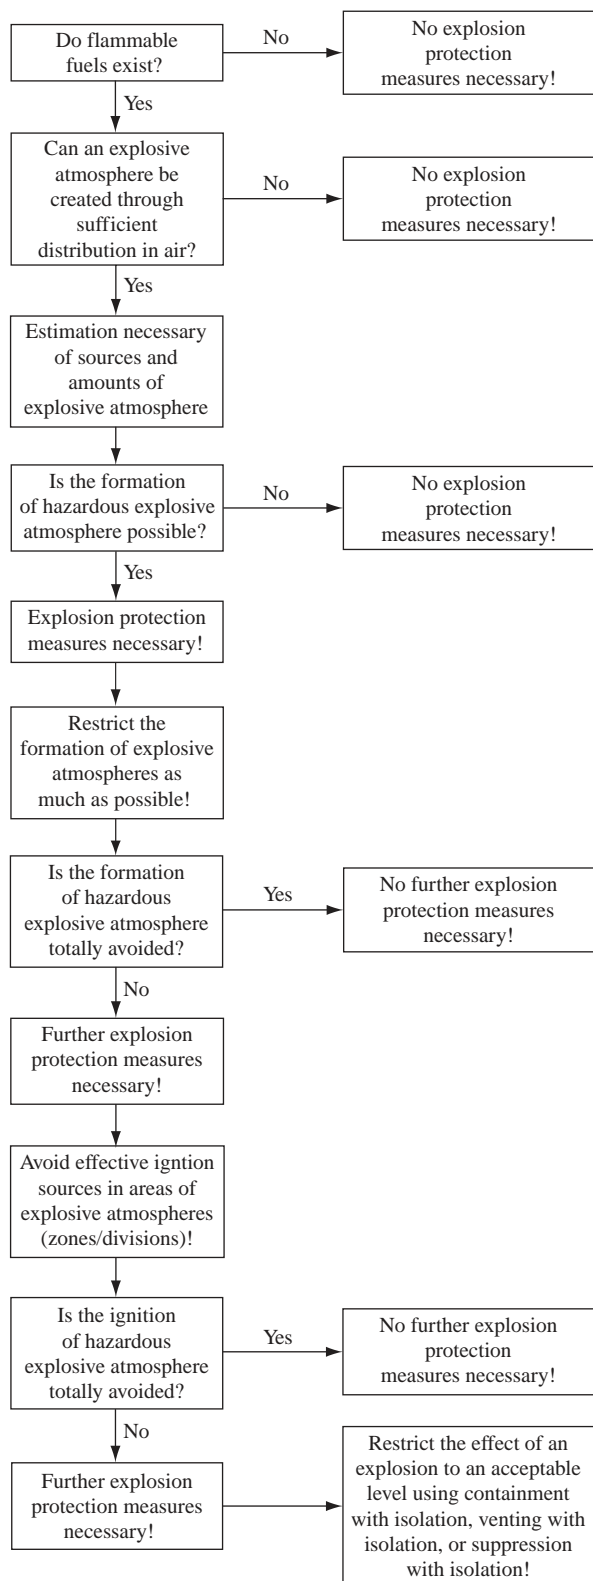 Do flammable
fuels exist?
No
No explosion
protection
measures necessary!
Yes
Can an explosive
atmosphere be
created through
sufficient
distribution in air?
No
No explosion
protection
measures necessary!
Yes
Estimation necessary
of sources and
amounts of
explosive atmosphere
Is the formation
of hazardous explosive
atmosphere possible?
No
No explosion
protection
measures necessary!
Yes
Explosion protection
measures necessary!
Restrict the
formation of explosive
atmospheres as
much as possible!
Is the formation
of hazardous
explosive atmosphere
totally avoided?
Yes
No further explosion
protection measures
necessary!
No
Further explosion
protection measures
necessary!
Avoid effective igntion
sources in areas of
explosive atmospheres
(zones/divisions)!
Is the ignition
of hazardous
explosive atmosphere
totally avoided?
Yes
No further explosion
protection
measures necessary!
No
Further explosion
protection measures
necessary!
Restrict the effect of an
explosion to an acceptable
level using containment
with isolation, venting with
isolation, or suppression
with isolation!